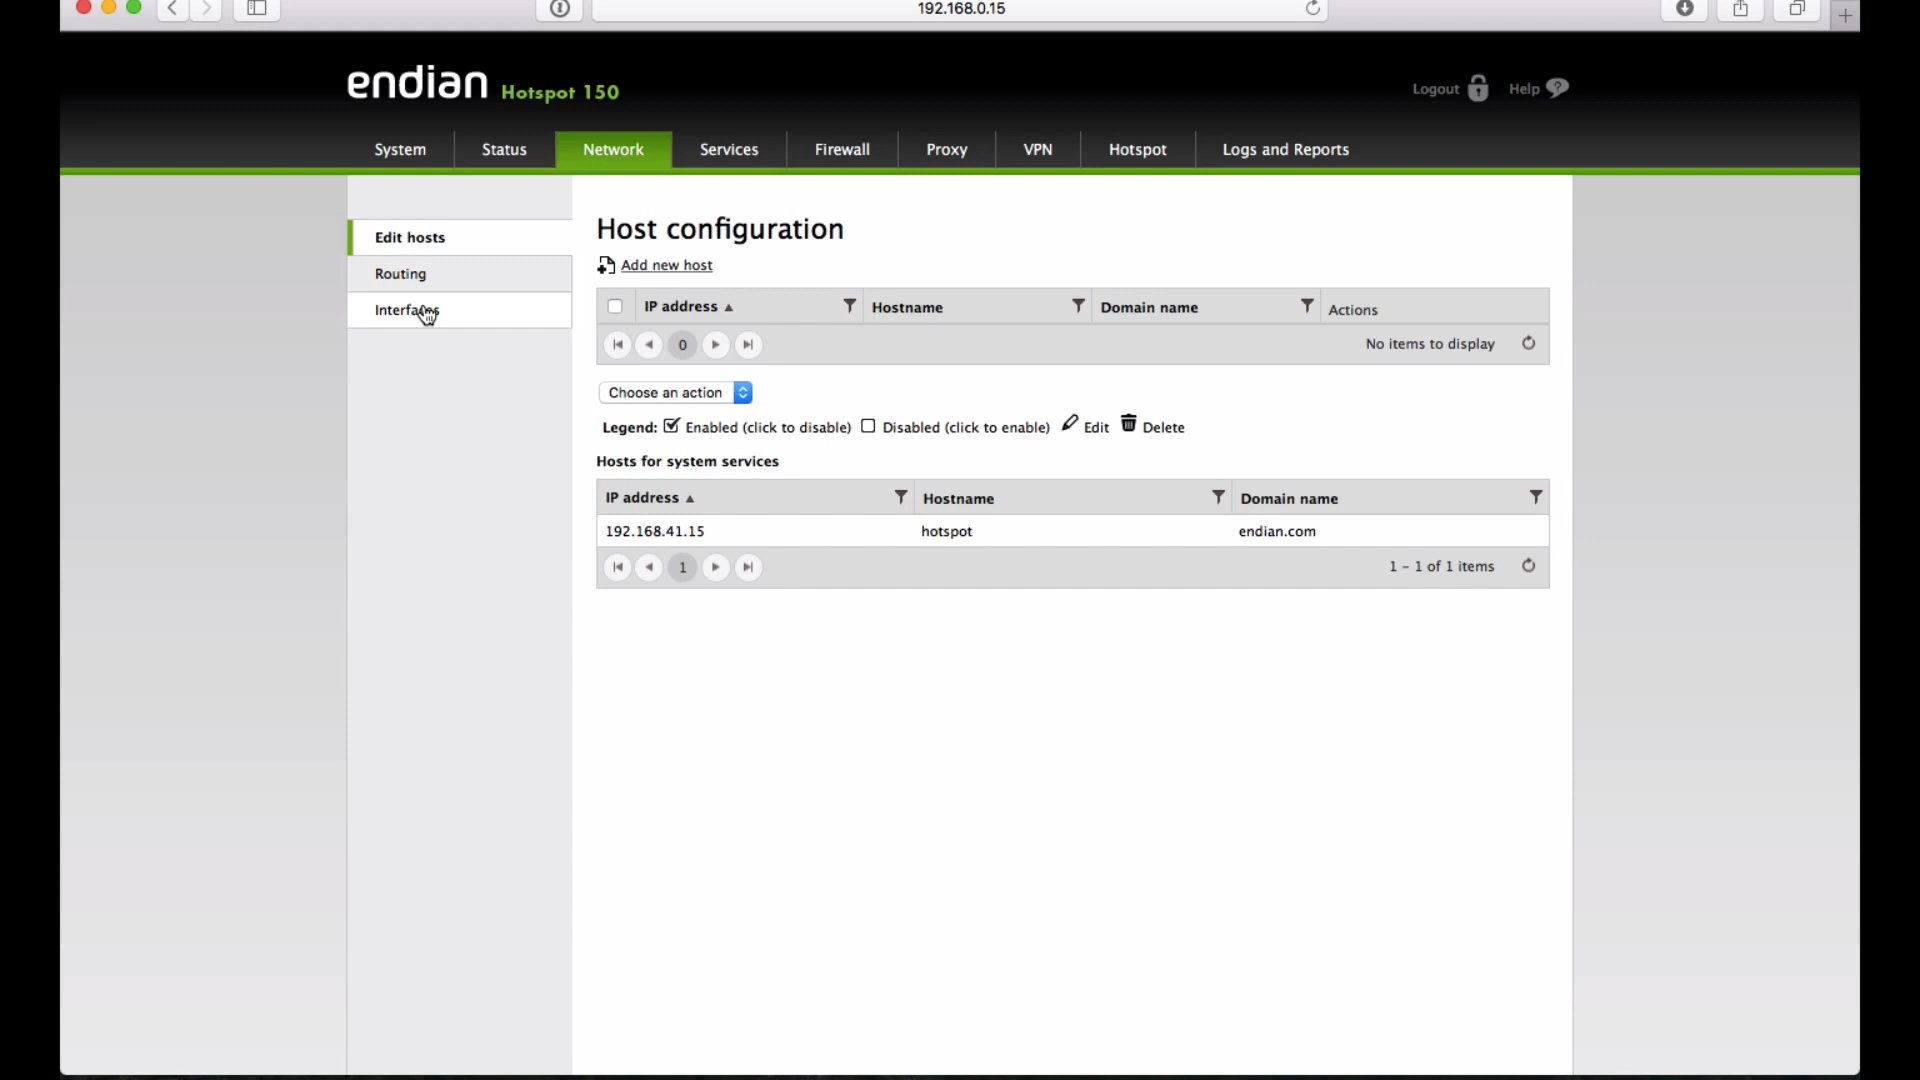 192.168.0.15
endian Hotspot 150
Logout Help
System Status Network Services Firewall Proxy VPN Hotspot Logs and Reports
Edit hosts
Routing
Interfaces
Host configuration
Add new host
IP address Hostname Domain name Actions
0 No items to display
Choose an action
Legend: Enabled (click to disable) Disabled (click to enable) Edit Delete
Hosts for system services
IP address Hostname Domain name
192.168.41.15 hotspot endian.com
1 1 - 1 of 1 items